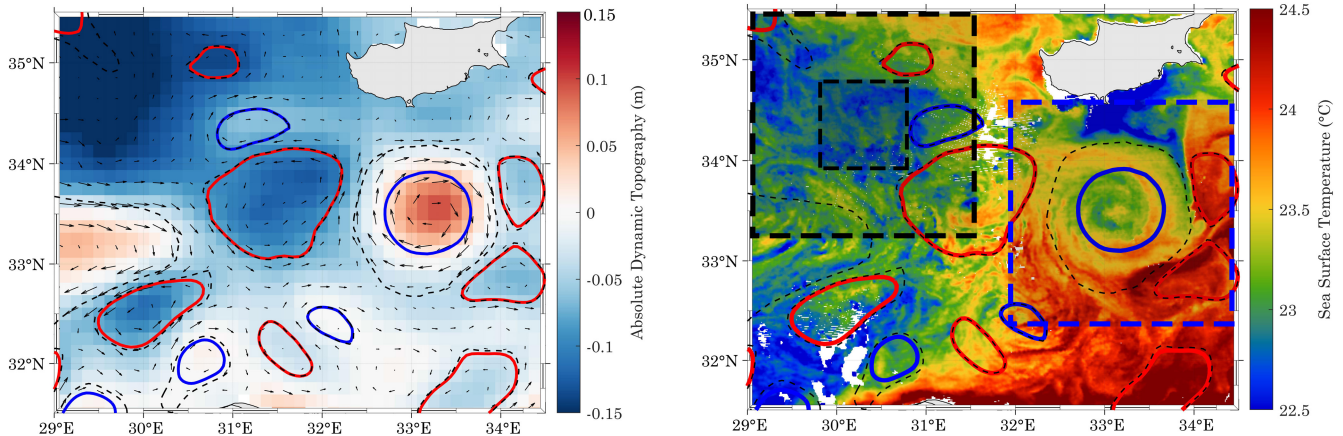 35°N
34°N
33°N
32°N
29°E
30°E
31°E
32°E
33°E
34°E
0.15
0.1
0.05
0
-0.05
-0.1
-0.15
Absolute Dynamic Topography (m)
35°N
34°N
33°N
32°N
29°E
30°E
31°E
32°E
33°E
34°E
24.5
24
23.5
23
22.5
Sea Surface Temperature (°C)